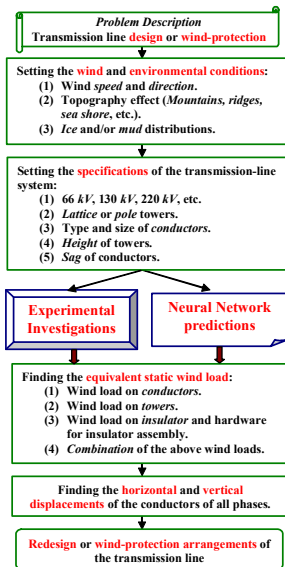 Problem Description
Transmission line design or wind-protection
Setting the wind and environmental conditions:
(1) Wind speed and direction.
(2) Topography effect (Mountains, ridges,
sea shore, etc.).
(3) Ice and/or mud distributions.
Setting the specifications of the transmission-line
system:
(1) 66 kV, 130 kV, 220 kV, etc.
(2) Lattice or pole towers.
(3) Type and size of conductors.
(4) Height of towers.
(5) Sag of conductors.
Experimental
Investigations
Neural Network
predictions
Finding the equivalent static wind load:
(1) Wind load on conductors.
(2) Wind load on towers.
(3) Wind load on insulator and hardware
for insulator assembly.
(4) Combination of the above wind loads.
Finding the horizontal and vertical
displacements of the conductors of all phases.
Redesign or wind-protection arrangements of
the transmission line